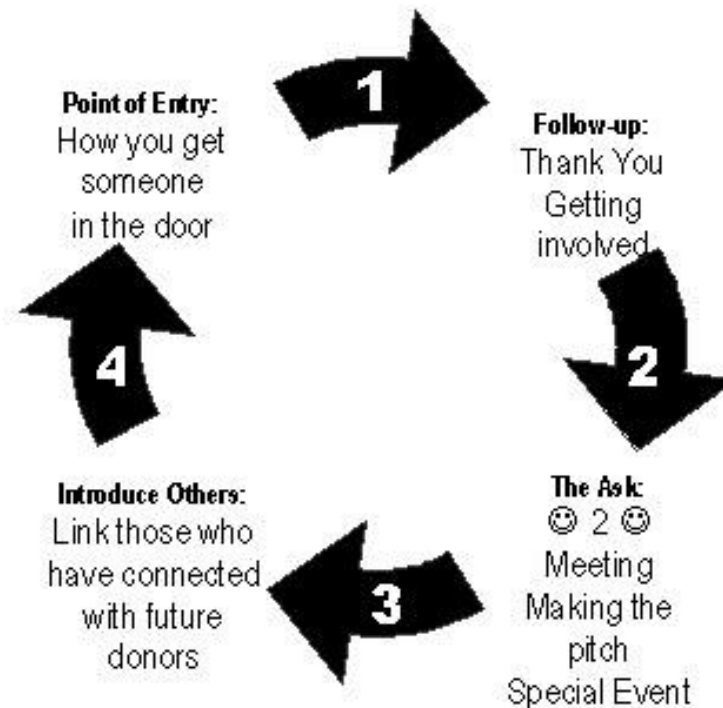 Point of Entry:
How you get
someone
in the door
1
Follow-up:
Thank You
Getting
involved
2
The Ask:
☺ 2 ☺
Meeting
Making the
pitch
Special Event
3
Introduce Others:
Link those who
have connected
with future
donors
4